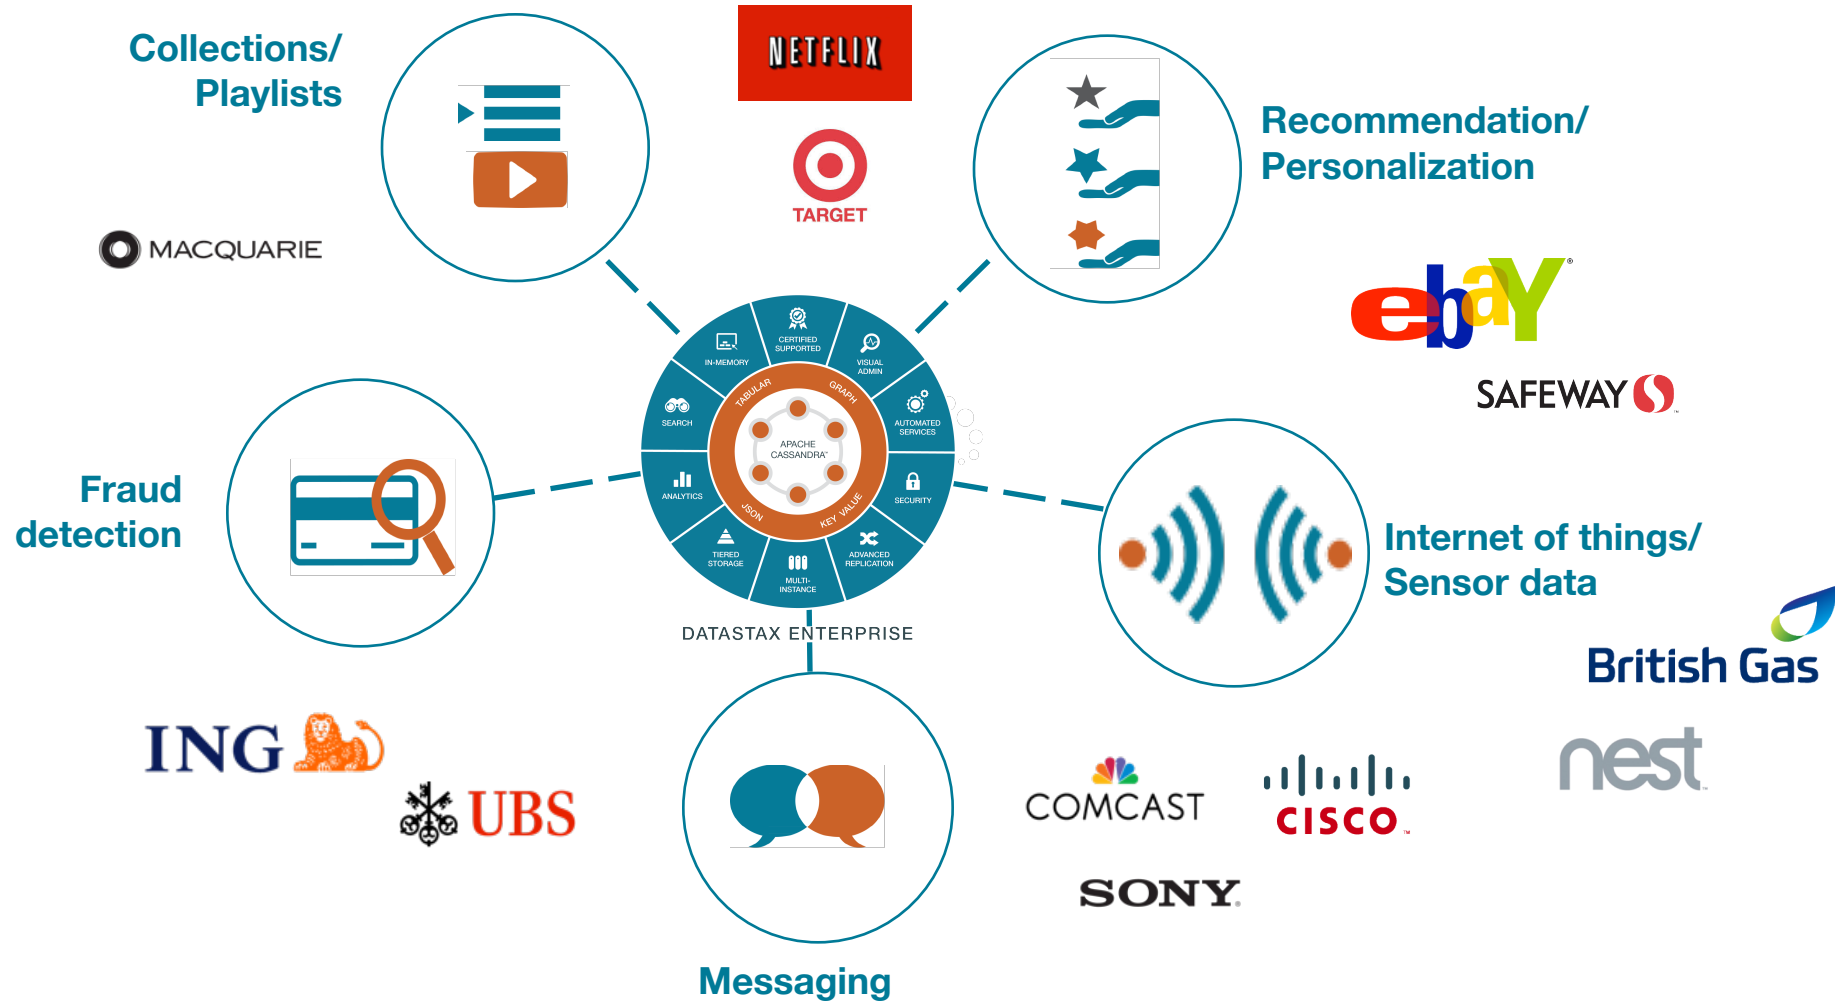 Collections/
Playlists
NETFLIX
TARGET
Recommendation/
Personalization
MACQUARIE
ebaY®
SAFEWAY
CERTIFIED
SUPPORTED
IN-MEMORY
VISUAL
ADMIN
SEARCH
AUTOMATED
SERVICES
TABULAR
GRAPH
APACHE
CASSANDRA™
ANALYTICS
SECURITY
JSON
KEY VALUE
TIERED
STORAGE
ADVANCED
REPLICATION
MULTI-
INSTANCE
DATASTAX ENTERPRISE
Fraud
detection
Internet of things/
Sensor data
British Gas
ING
UBS
COMCAST
CISCO™
nest
SONY®
Messaging